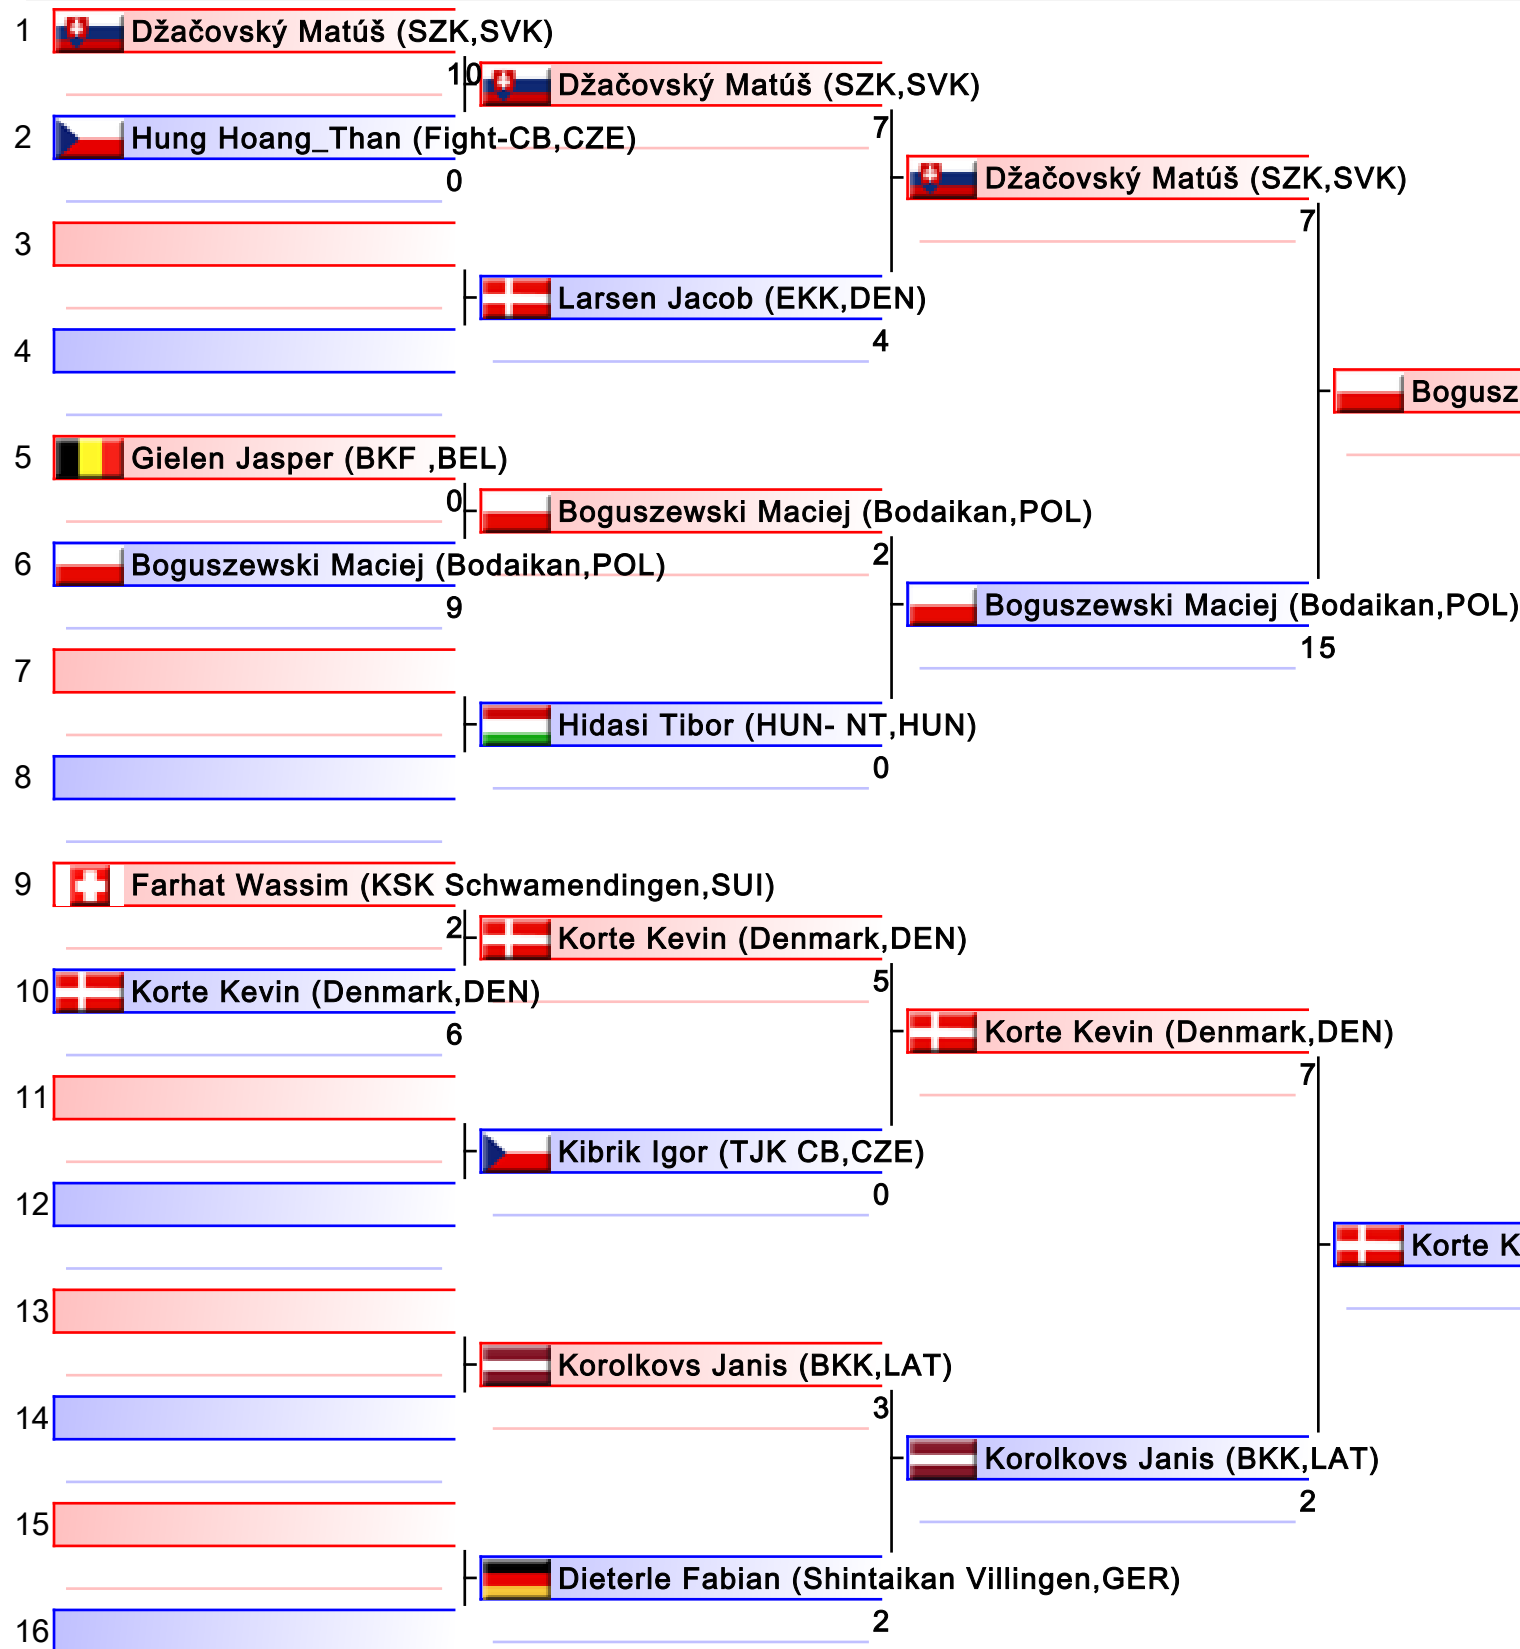 1 Džačovský Matúš (SZK,SVK)
10 Džačovský Matúš (SZK,SVK)
2 Hung Hoang_Than (Fight-CB,CZE)
7
Džačovský Matúš (SZK,SVK)
0
7
3
Larsen Jacob (EKK,DEN)
4
4
Bogusz
5 Gielen Jasper (BKF ,BEL)
0 Boguszewski Maciej (Bodaikan,POL)
6 Boguszewski Maciej (Bodaikan,POL)
2
9
Boguszewski Maciej (Bodaikan,POL)
15
7
Hidasi Tibor (HUN- NT,HUN)
8
0
9 Farhat Wassim (KSK Schwamendingen,SUI)
2 Korte Kevin (Denmark,DEN)
10 Korte Kevin (Denmark,DEN)
5
6
Korte Kevin (Denmark,DEN)
7
11
Kibrik Igor (TJK CB,CZE)
0
12
Korte K
13
Korolkovs Janis (BKK,LAT)
3
14
Korolkovs Janis (BKK,LAT)
2
15
Dieterle Fabian (Shintaikan Villingen,GER)
2
16